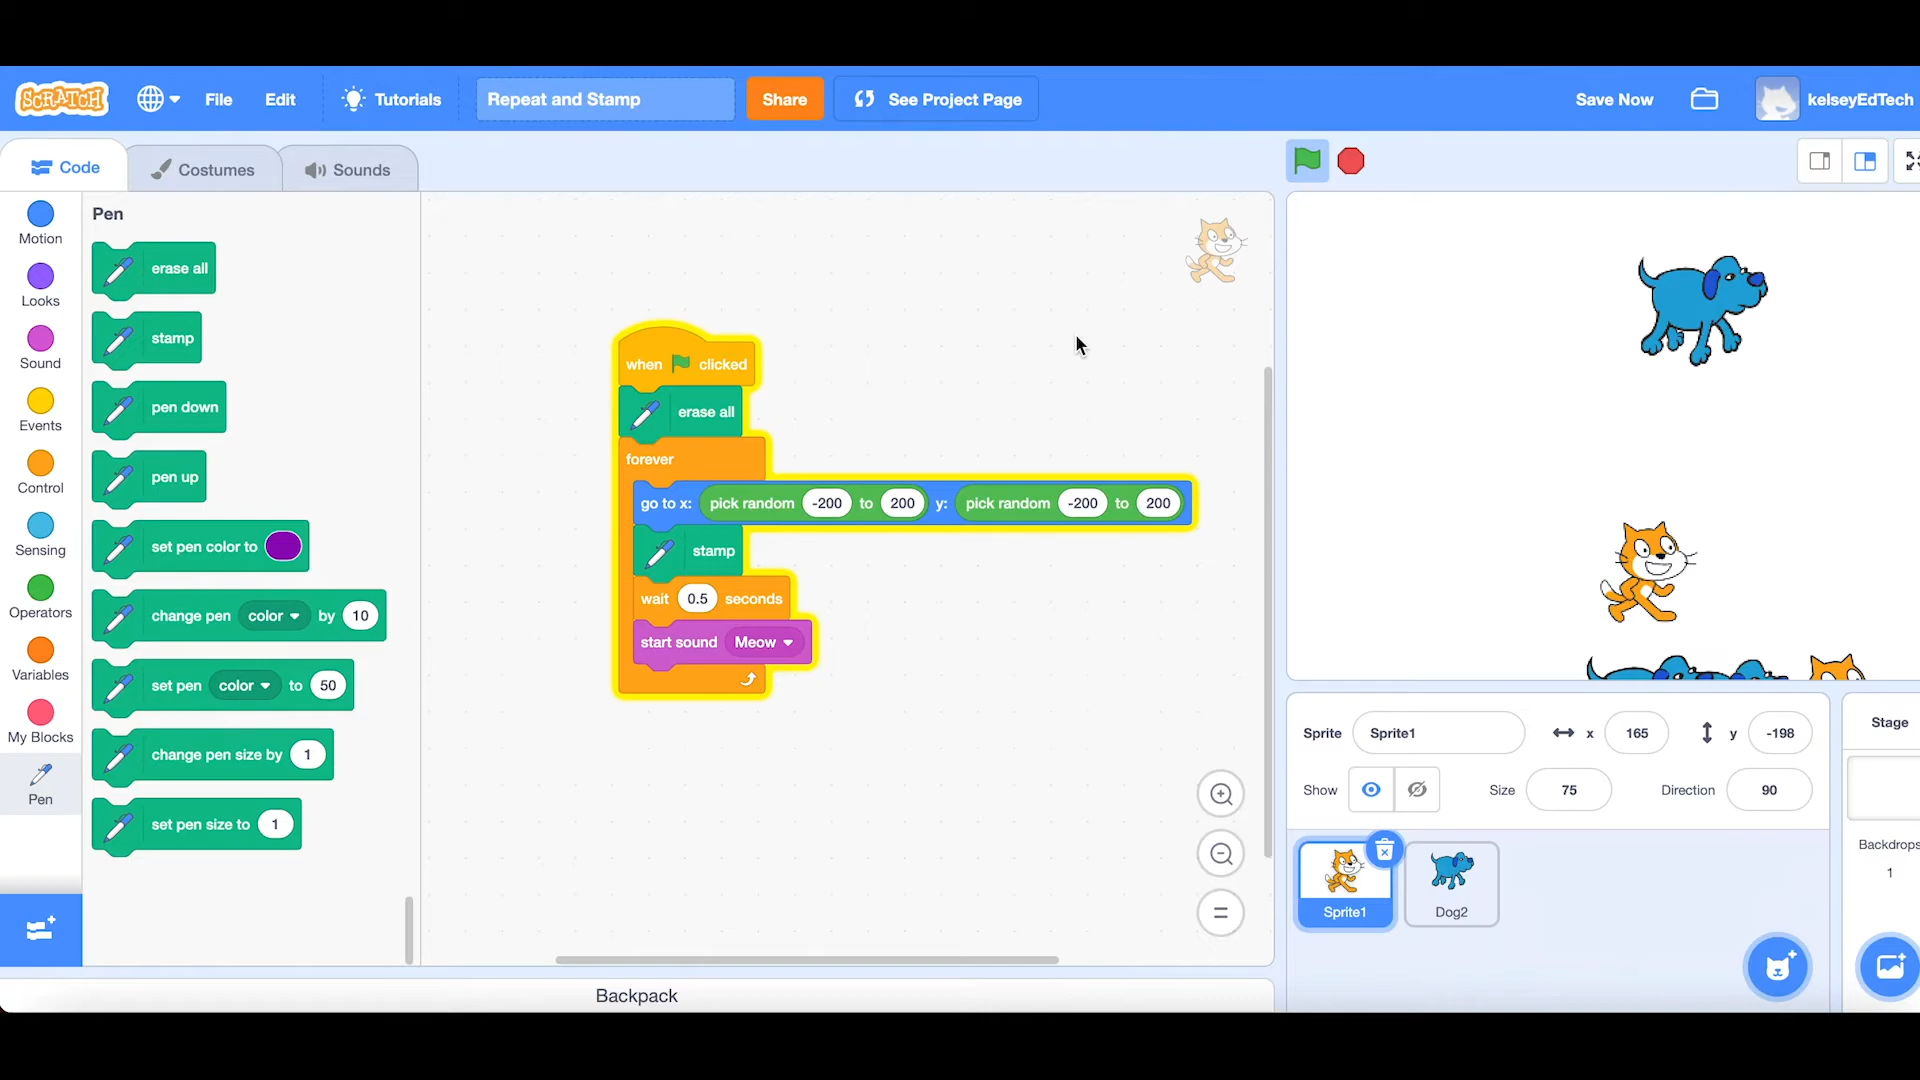 SCRATCH File Edit Tutorials Repeat and Stamp Share See Project Page Save Now kelseyEdTech
Code Costumes Sounds
Motion
Looks
Sound
Events
Control
Sensing
Operators
Variables
My Blocks
Pen
Pen
erase all
stamp
pen down
pen up
set pen color to
change pen color by 10
set pen color to 50
change pen size by 1
set pen size to 1
when clicked
erase all
forever
go to x: pick random -200 to 200 y: pick random -200 to 200
stamp
wait 0.5 seconds
start sound Meow
Backpack
Sprite Sprite1 x 165 y -198
Show Size 75 Direction 90
Sprite1 Dog2
Stage
Backdrops
1